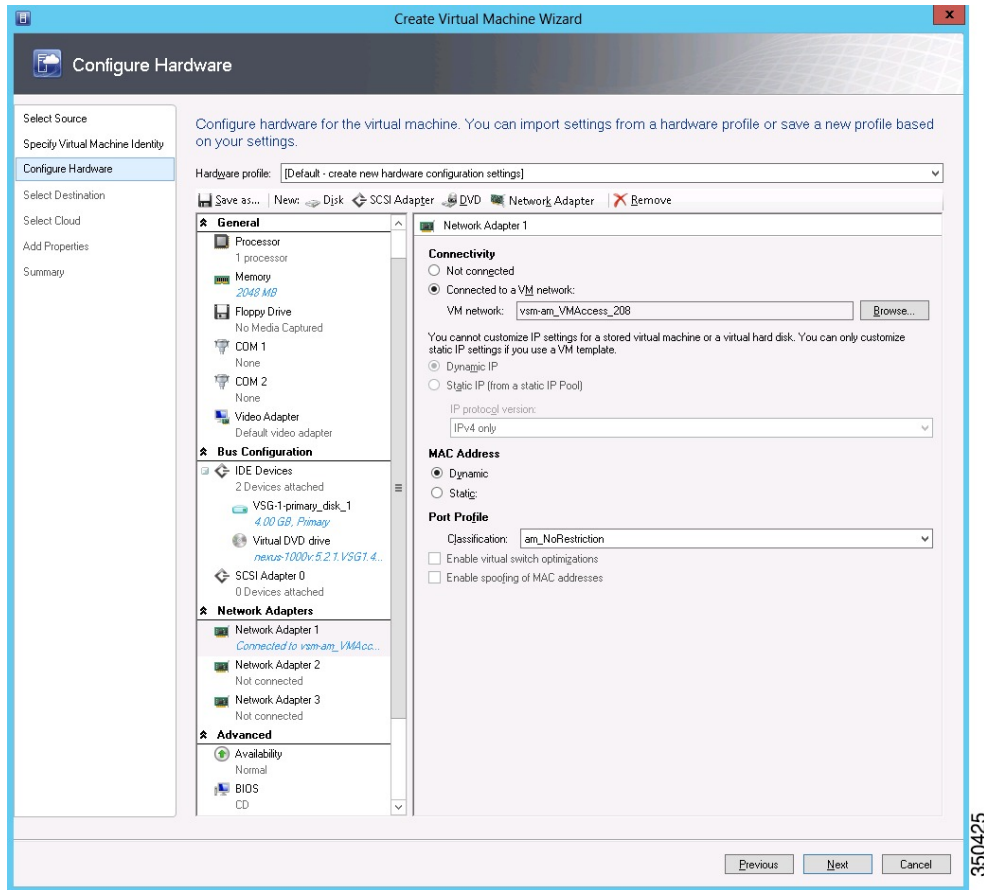 Create Virtual Machine Wizard
x
Configure Hardware
Select Source
Specify Virtual Machine Identity
Configure Hardware
Select Destination
Select Cloud
Add Properties
Summary
Configure hardware for the virtual machine. You can import settings from a hardware profile or save a new profile based
on your settings.
Hardware profile: [Default - create new hardware configuration settings]
Save as... New: Disk SCSI Adapter DVD Network Adapter Remove
General
Processor
1 processor
Memory
2048 MB
Floppy Drive
No Media Captured
COM 1
None
COM 2
None
Video Adapter
Default video adapter
Bus Configuration
IDE Devices
2 Devices attached
VSG-1-primary_disk_1
4.00 GB, Primary
Virtual DVD drive
nexus-1000v.5.2.1.VSG1.4...
SCSI Adapter 0
0 Devices attached
Network Adapters
Network Adapter 1
Connected to vsm-am_VMAcc...
Network Adapter 2
Not connected
Network Adapter 3
Not connected
Advanced
Availability
Normal
BIOS
CD
Network Adapter 1
Connectivity
Not connected
Connected to a VM network:
VM network: vsm-am_VMAccess_208 Browse...
You cannot customize IP settings for a stored virtual machine or a virtual hard disk. You can only customize
static IP settings if you use a VM template.
Dynamic IP
Static IP (from a static IP Pool)
IP protocol version:
IPv4 only
MAC Address
Dynamic
Static:
Port Profile
Classification: am_NoRestriction
Enable virtual switch optimizations
Enable spoofing of MAC addresses
Previous Next Cancel
350425